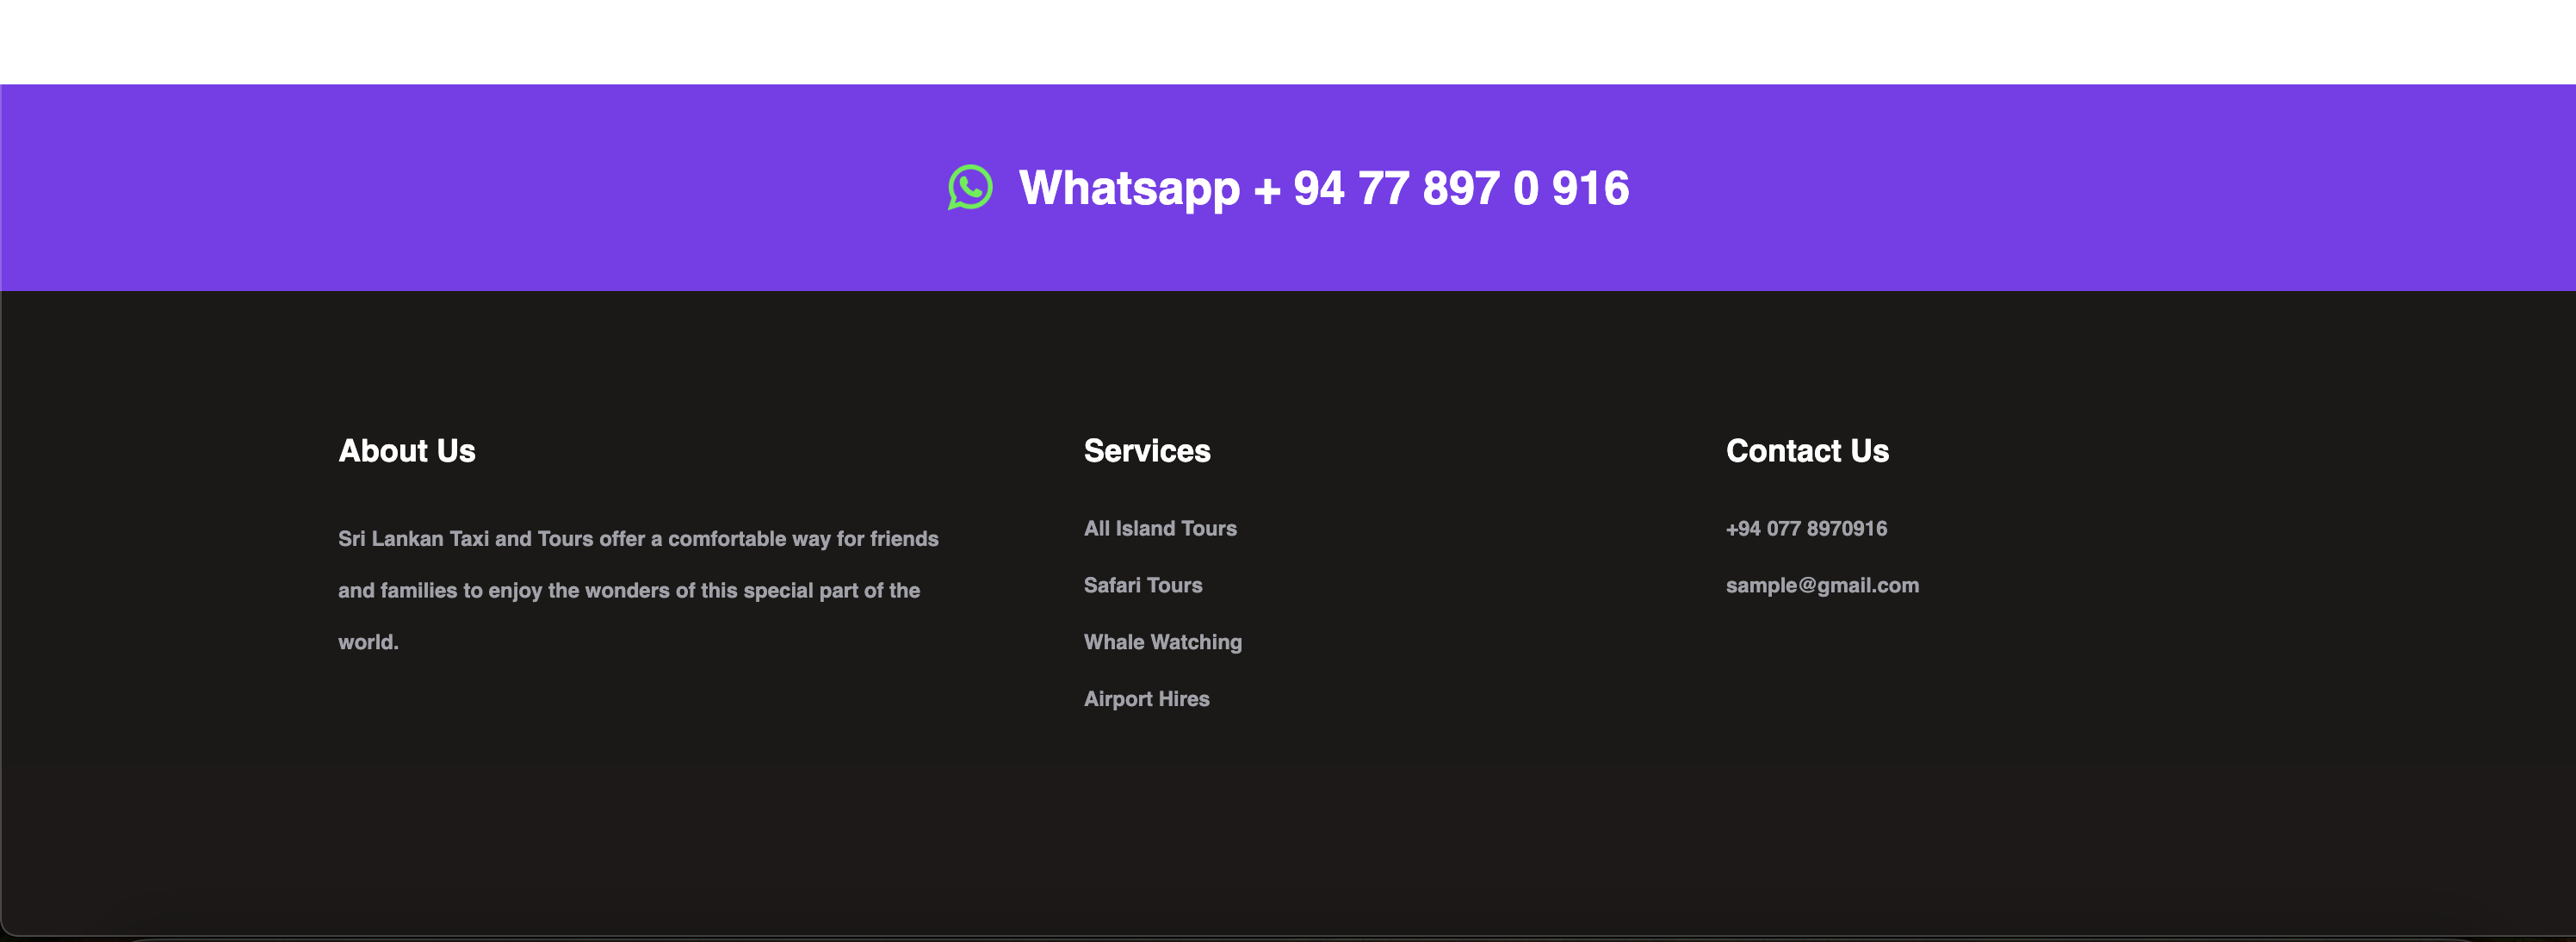 Whatsapp + 94 77 897 0 916
About Us
Sri Lankan Taxi and Tours offer a comfortable way for friends
and families to enjoy the wonders of this special part of the
world.
Services
All Island Tours
Safari Tours
Whale Watching
Airport Hires
Contact Us
+94 077 8970916
sample@gmail.com